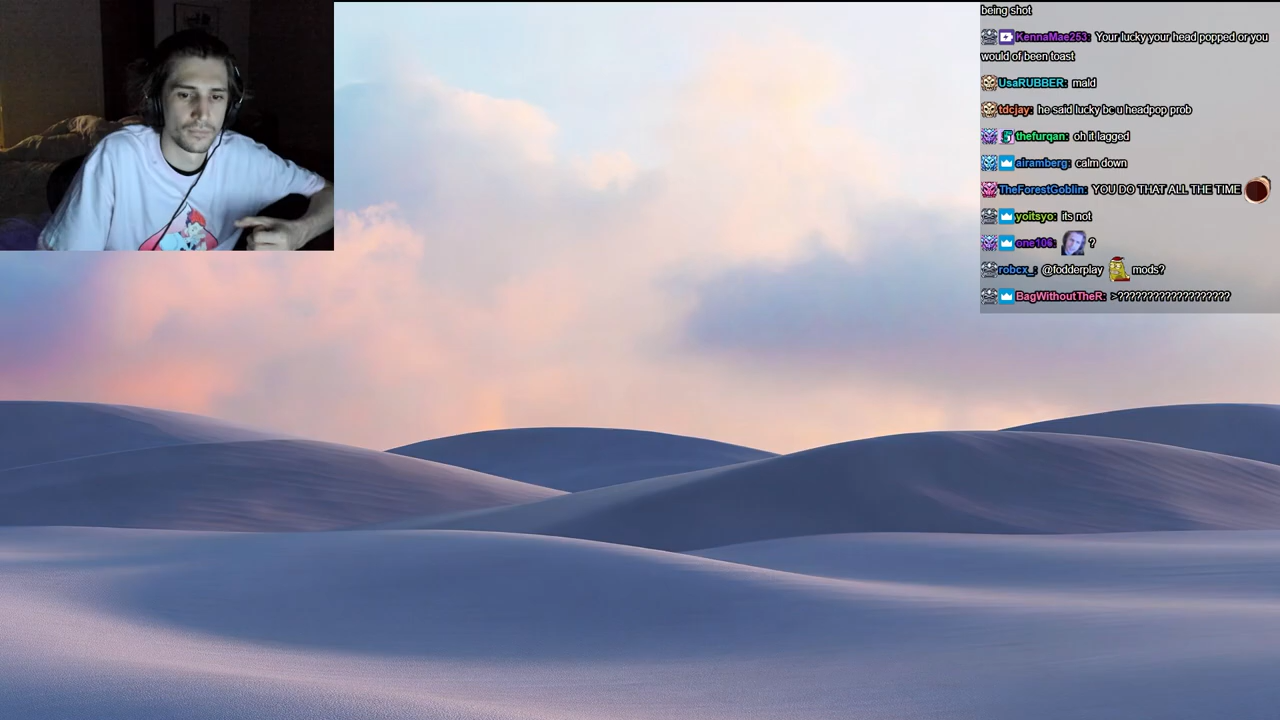 being shot
KennaMae253: Your lucky your head popped or you
would of been toast
UsaRUBBER: mald
tdcjay: he said lucky bc u headpop prob
thefurqan: oh it lagged
airamberg: calm down
TheForestGoblin: YOU DO THAT ALL THE TIME
yoitsyo: its not
one106: ?
robcx_: @fodderplay mods?
BagWithoutTheR: >???????????????????